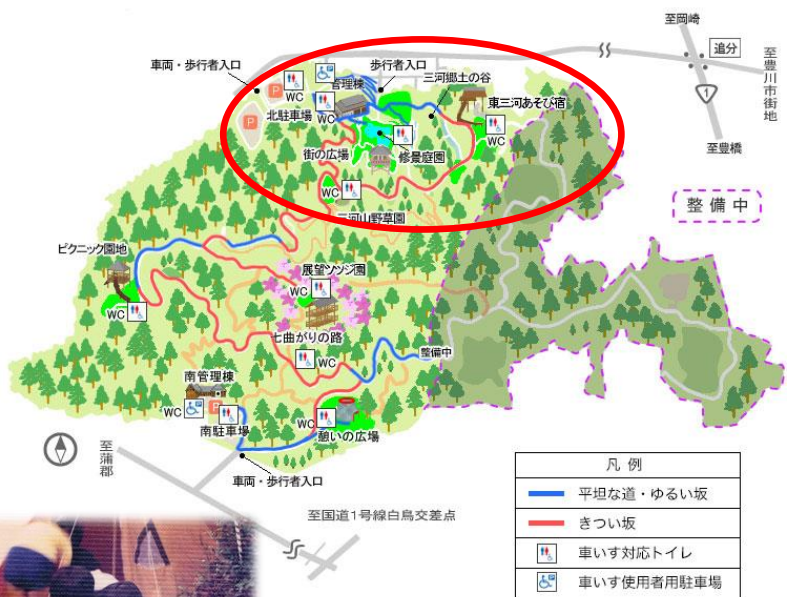 至岡崎
追分
至豊川市街地
1
至豊橋
車両・歩行者入口
歩行者入口
P
WC
管理棟
三河郷土の谷
東三河あそび宿
北駐車場
WC
P
WC
街の広場
修景庭園
WC
三河山野草園
整備中
ピクニック園地
展望ツツジ園
WC
WC
七曲がりの路
WC
整備中
南管理棟
WC
P
南駐車場
WC
憩いの広場
至蒲郡
車両・歩行者入口
至国道1号線白鳥交差点
凡例
平坦な道・ゆるい坂
きつい坂
車いす対応トイレ
車いす使用者用駐車場